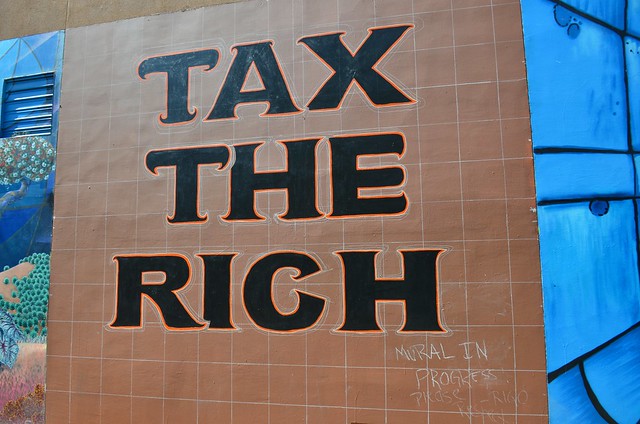 TAX
THE
RICH
MURAL IN
PROGRESS